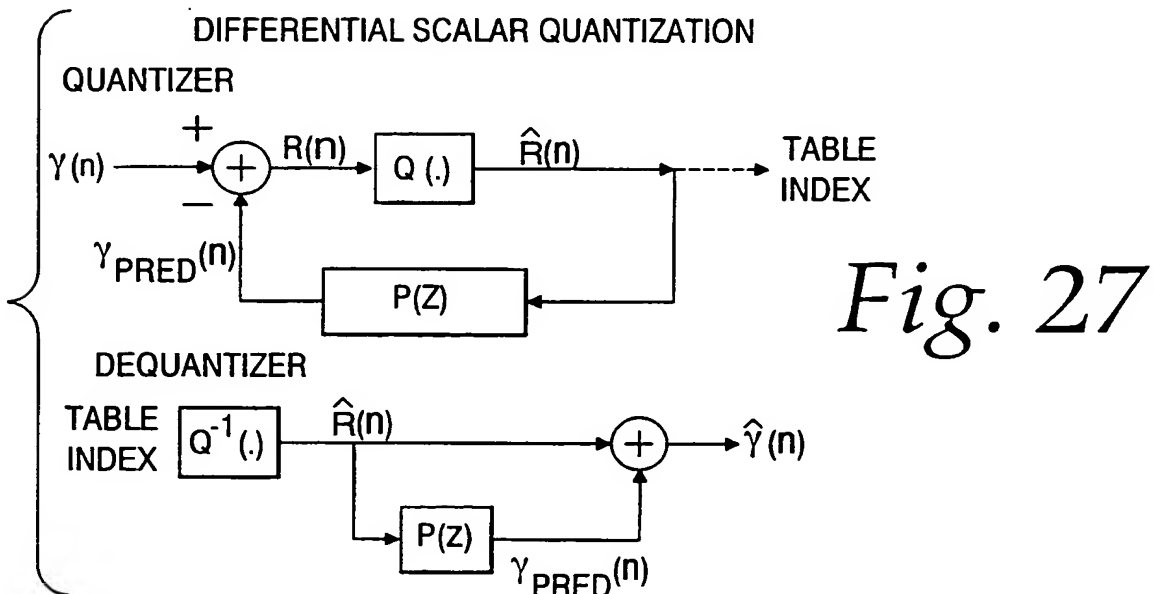 DIFFERENTIAL SCALAR QUANTIZATION
QUANTIZER
+
γ(n)
+
R(n)
Q (.)
R̂(n)
TABLE
INDEX
−
γPRED(n)
P(Z)
Fig. 27
DEQUANTIZER
TABLE
INDEX
Q⁻¹(.)
R̂(n)
+
γ̂(n)
P(Z)
γPRED(n)